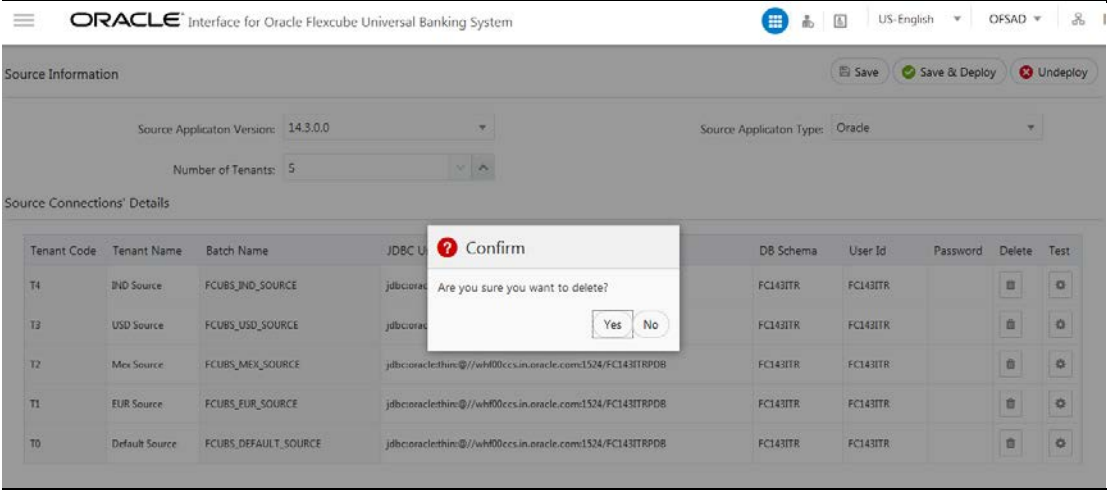 ORACLE Interface for Oracle Flexcube Universal Banking System US-English OFSAD
Source Information Save Save & Deploy Undeploy
Source Applicaton Version: 14.3.0.0 Source Applicaton Type: Oracle
Number of Tenants: 5
Source Connections' Details
Tenant Code Tenant Name Batch Name JDBC U DB Schema User Id Password Delete Test
Confirm
T4 IND Source FCUBS_IND_SOURCE jdbc:orac FC143ITR FC143ITR
Are you sure you want to delete?
T3 USD Source FCUBS_USD_SOURCE jdbc:orac FC143ITR FC143ITR
Yes No
T2 Mex Source FCUBS_MEX_SOURCE jdbc:oracle:thin:@//whf00ccs.in.oracle.com:1524/FC143ITRPDB FC143ITR FC143ITR
T1 EUR Source FCUBS_EUR_SOURCE jdbc:oracle:thin:@//whf00ccs.in.oracle.com:1524/FC143ITRPDB FC143ITR FC143ITR
T0 Default Source FCUBS_DEFAULT_SOURCE jdbc:oracle:thin:@//whf00ccs.in.oracle.com:1524/FC143ITRPDB FC143ITR FC143ITR